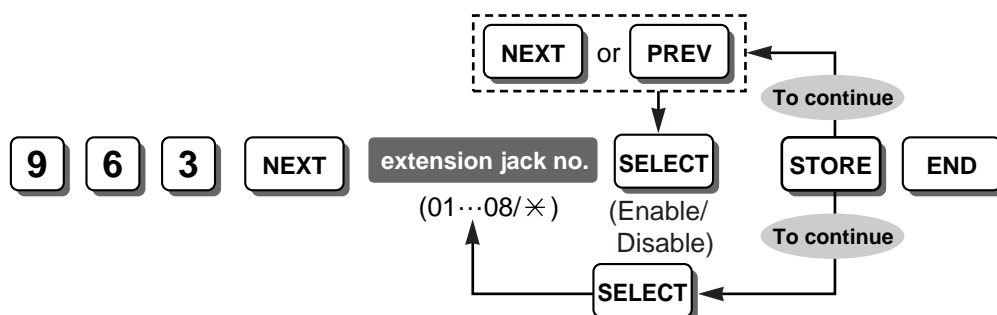 NEXT or PREV
To continue
9 6 3 NEXT extension jack no. SELECT STORE END
(01···08/✳)
(Enable/
Disable)
To continue
SELECT